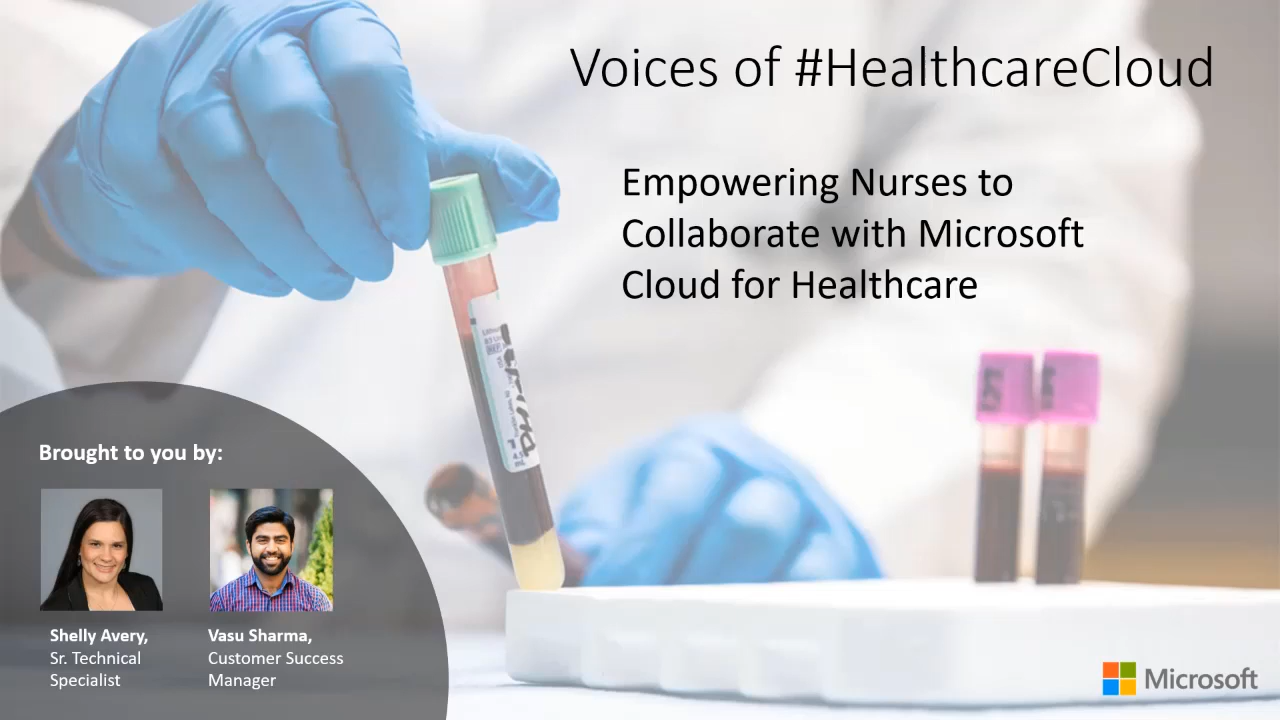 Voices of #HealthcareCloud
Empowering Nurses to
Collaborate with Microsoft
Cloud for Healthcare
Brought to you by:
Shelly Avery,
Sr. Technical
Specialist
Vasu Sharma,
Customer Success
Manager
Microsoft